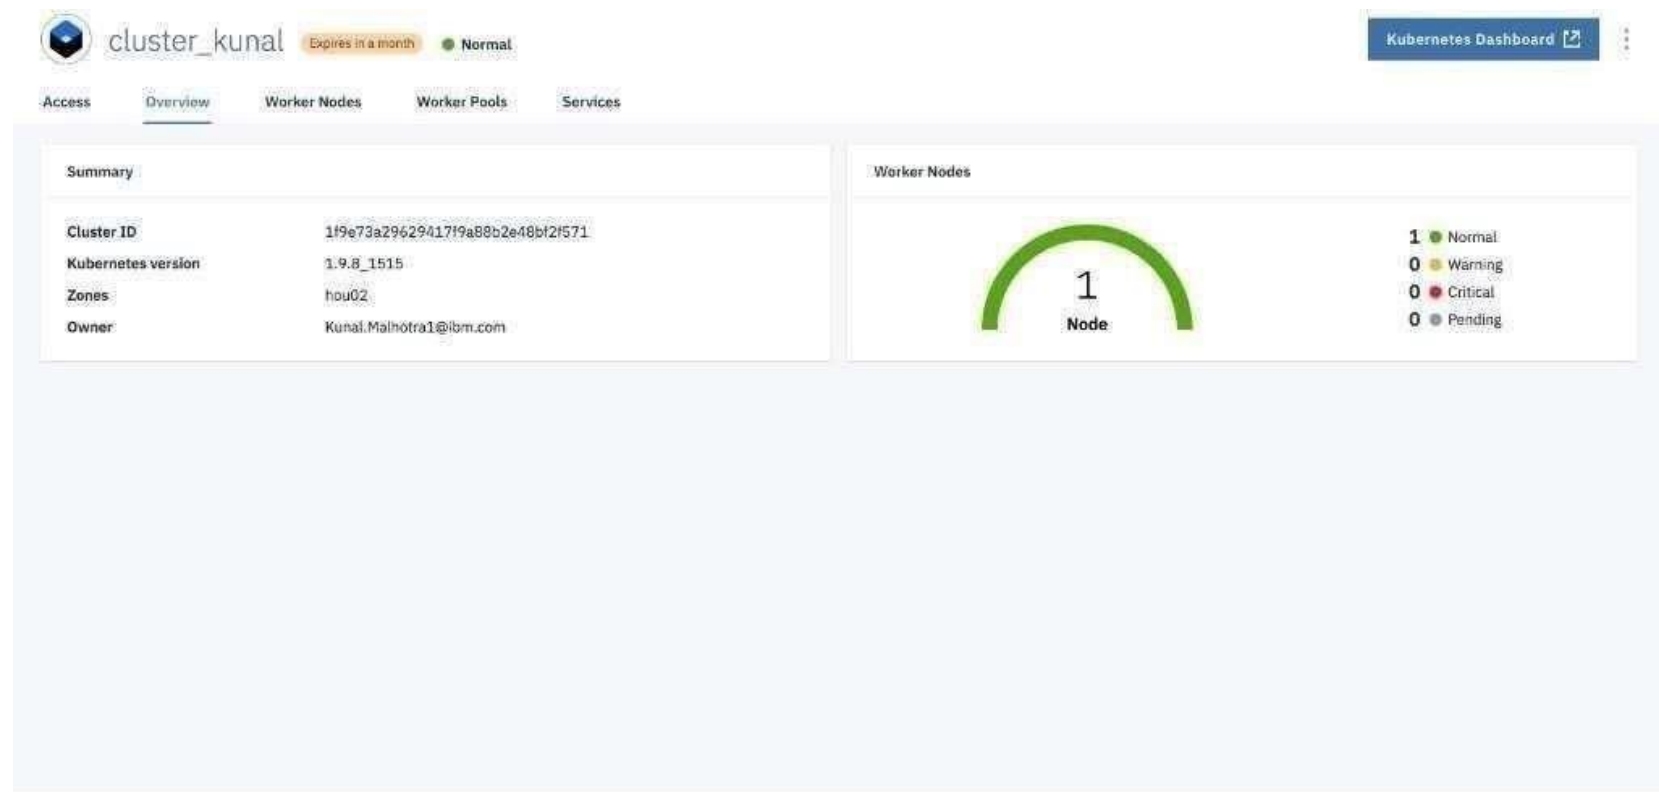 cluster_kunal Expires in a month Normal Kubernetes Dashboard
Access Overview Worker Nodes Worker Pools Services
Summary
Cluster ID 1f9e73a29629417f9a88b2e48bf2f571
Kubernetes version 1.9.8_1515
Zones hou02
Owner Kunal.Malhotra1@ibm.com
Worker Nodes
1
Node
1 Normal
0 Warning
0 Critical
0 Pending